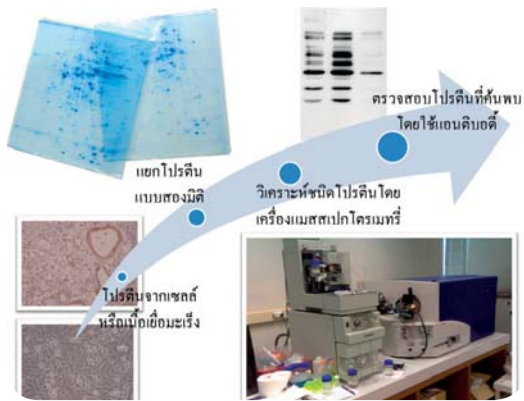 ตรวจสอบโปรตีนที่ค้นพบ
โดยใช้แอนติบอดี้
แยกโปรตีน
แบบสองมิติ
วิเคราะห์ชนิดโปรตีนโดย
เครื่องแมสสเปกโตรเมทรี่
โปรตีนจากเซลล์
หรือเนื้อเยื่อมะเร็ง